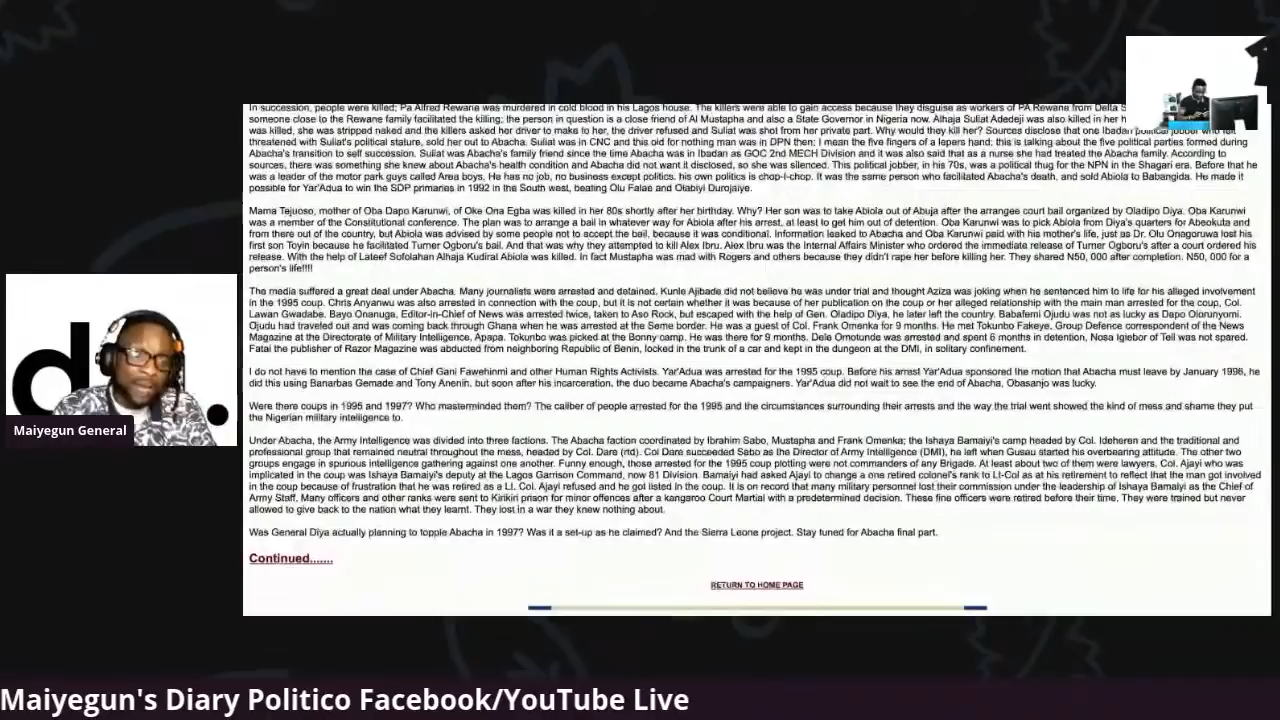 In succession, people were killed; Pa Alfred Rewane was murdered in cold blood in his Lagos house. The killers were able to gain access because they disguise as workers of PA Rewane from Delta S
someone close to the Rewane family facilitated the killing; the person in question is a close friend of Al Mustapha and also a State Governor in Nigeria now. Alhaja Suliat Adedeji was also killed in her h
was killed, she was stripped naked and the killers asked her driver to make to her, the driver refused and Suliat was shot from her private part. Why would they kill her? Sources disclose that one Ibadan political jobber who felt
threatened with Suliat's political stature, sold her out to Abacha. Suliat was in CNC and this old for nothing man was in DPN then; I mean the five fingers of a lepers hand; this is talking about the five political parties formed during
Abacha's transition to self succession. Suliat was Abacha's family friend since the time Abacha was in Ibadan as GOC 2nd MECH Division and it was also said that as a nurse she had treated the Abacha family. According to
sources, there was something she knew about Abacha's health condition and Abacha did not want it disclosed, so she was silenced. This political jobber, in his 70s, was a political thug for the NPN in the Shagari era. Before that he
was a leader of the motor park guys called Area boys. He has no job, no business except politics, his own politics is chop-I-chop. It was the same person who facilitated Abacha's death, and sold Abiola to Babangida. He made it
possible for Yar'Adua to win the SDP primaries in 1992 in the South west, beating Olu Falae and Olabiyi Durojaiye.
Mama Tejuoso, mother of Oba Dapo Karunwi, of Oke Ona Egba was killed in her 80s shortly after her birthday. Why? Her son was to take Abiola out of Abuja after the arrangee court bail organized by Oladipo Diya. Oba Karunwi
was a member of the Constitutional conference. The plan was to arrange a bail in whatever way for Abiola after his arrest, at least to get him out of detention. Oba Karunwi was to pick Abiola from Diya's quarters for Abeokuta and
from there out of the country, but Abiola was advised by some people not to accept the bail, because it was conditional. Information leaked to Abacha and Oba Karunwi paid with his mother's life, just as Dr. Olu Onagoruwa lost his
first son Toyin because he facilitated Turner Ogboru's bail. And that was why they attempted to kill Alex Ibru. Alex Ibru was the Internal Affairs Minister who ordered the immediate release of Turner Ogboru's after a court ordered his
release. With the help of Lateef Sofolahan Alhaja Kudirat Abiola was killed. In fact Mustapha was mad with Rogers and others because they didn't rape her before killing her. They shared N50, 000 after completion. N50, 000 for a
person's life!!!!
The media suffered a great deal under Abacha. Many journalists were arrested and detained. Kunle Ajibade did not believe he was under trial and thought Aziza was joking when he sentenced him to life for his alleged involvement
in the 1995 coup. Chris Anyanwu was also arrested in connection with the coup, but it is not certain whether it was because of her publication on the coup or her alleged relationship with the main man arrested for the coup, Col.
Lawan Gwadabe. Bayo Onanuga, Editor-in-Chief of News was arrested twice, taken to Aso Rock, but escaped with the help of Gen. Oladipo Diya, he later left the country. Babafemi Ojudu was not as lucky as Dapo Olorunyomi.
Ojudu had traveled out and was coming back through Ghana when he was arrested at the Seme border. He was a guest of Col. Frank Omenka for 9 months. He met Tokunbo Fakeye, Group Defence correspondent of the News
Magazine at the Directorate of Military Intelligence, Apapa. Tokunbo was picked at the Bonny camp. He was there for 9 months. Dele Omotunde was arrested and spent 6 months in detention, Nosa Igiebor of Tell was not spared.
Fatai the publisher of Razor Magazine was abducted from neighboring Republic of Benin, locked in the trunk of a car and kept in the dungeon at the DMI, in solitary confinement.
I do not have to mention the case of Chief Gani Fawehinmi and other Human Rights Activists. Yar'Adua was arrested for the 1995 coup. Before his arrest Yar'Adua sponsored the motion that Abacha must leave by January 1996, he
did this using Banarbas Gemade and Tony Anenih, but soon after his incarceration, the duo became Abacha's campaigners. Yar'Adua did not wait to see the end of Abacha, Obasanjo was lucky.
Were there coups in 1995 and 1997? Who masterminded them? The caliber of people arrested for the 1995 and the circumstances surrounding their arrests and the way the trial went showed the kind of mess and shame they put
the Nigerian military intelligence to.
Under Abacha, the Army Intelligence was divided into three factions. The Abacha faction coordinated by Ibrahim Sabo, Mustapha and Frank Omenka; the Ishaya Bamaiyi's camp headed by Col. Ideheren and the traditional and
professional group that remained neutral throughout the mess, headed by Col. Dare (rtd). Col Dare succeeded Sabo as the Director of Army Intelligence (DMI), he left when Gusau started his overbearing attitude. The other two
groups engage in spurious intelligence gathering against one another. Funny enough, those arrested for the 1995 coup plotting were not commanders of any Brigade. At least about two of them were lawyers. Col. Ajayi who was
implicated in the coup was Ishaya Bamaiyi's deputy at the Lagos Garrison Command, now 81 Division. Bamaiyi had asked Ajayi to change a one retired colonel's rank to Lt-Col as at his retirement to reflect that the man got involved
in the coup because of frustration that he was retired as a Lt. Col. Ajayi refused and he got listed in the coup. It is on record that many military personnel lost their commission under the leadership of Ishaya Bamaiyi as the Chief of
Army Staff, Many officers and other ranks were sent to Kirikiri prison for minor offences after a kangaroo Court Martial with a predetermined decision. These fine officers were retired before their time. They were trained but never
allowed to give back to the nation what they learnt. They lost in a war they knew nothing about.
Was General Diya actually planning to topple Abacha in 1997? Was it a set-up as he claimed? And the Sierra Leone project. Stay tuned for Abacha final part.
Continued.......
RETURN TO HOME PAGE
Maiyegun General
Maiyegun's Diary Politico Facebook/YouTube Live